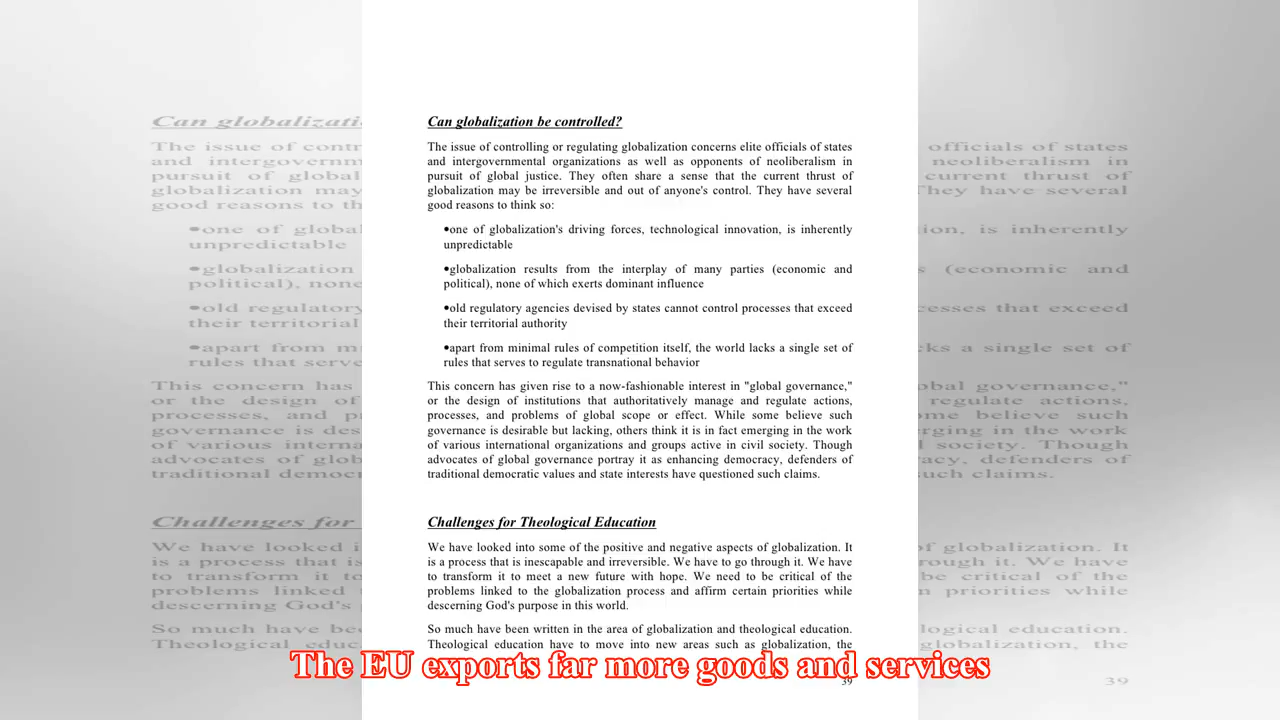 Can globalization be controlled?
The issue of controlling or regulating globalization concerns elite officials of states
and intergovernmental organizations as well as opponents of neoliberalism in
pursuit of global justice. They often share a sense that the current thrust of
globalization may be irreversible and out of anyone's control. They have several
good reasons to think so:
•one of globalization's driving forces, technological innovation, is inherently
unpredictable
•globalization results from the interplay of many parties (economic and
political), none of which exerts dominant influence
•old regulatory agencies devised by states cannot control processes that exceed
their territorial authority
•apart from minimal rules of competition itself, the world lacks a single set of
rules that serves to regulate transnational behavior
This concern has given rise to a now-fashionable interest in "global governance,"
or the design of institutions that authoritatively manage and regulate actions,
processes, and problems of global scope or effect. While some believe such
governance is desirable but lacking, others think it is in fact emerging in the work
of various international organizations and groups active in civil society. Though
advocates of global governance portray it as enhancing democracy, defenders of
traditional democratic values and state interests have questioned such claims.
Challenges for Theological Education
We have looked into some of the positive and negative aspects of globalization. It
is a process that is inescapable and irreversible. We have to go through it. We have
to transform it to meet a new future with hope. We need to be critical of the
problems linked to the globalization process and affirm certain priorities while
descerning God's purpose in this world.
So much have been written in the area of globalization and theological education.
Theological education have to move into new areas such as globalization, the
The EU exports far more goods and services
39